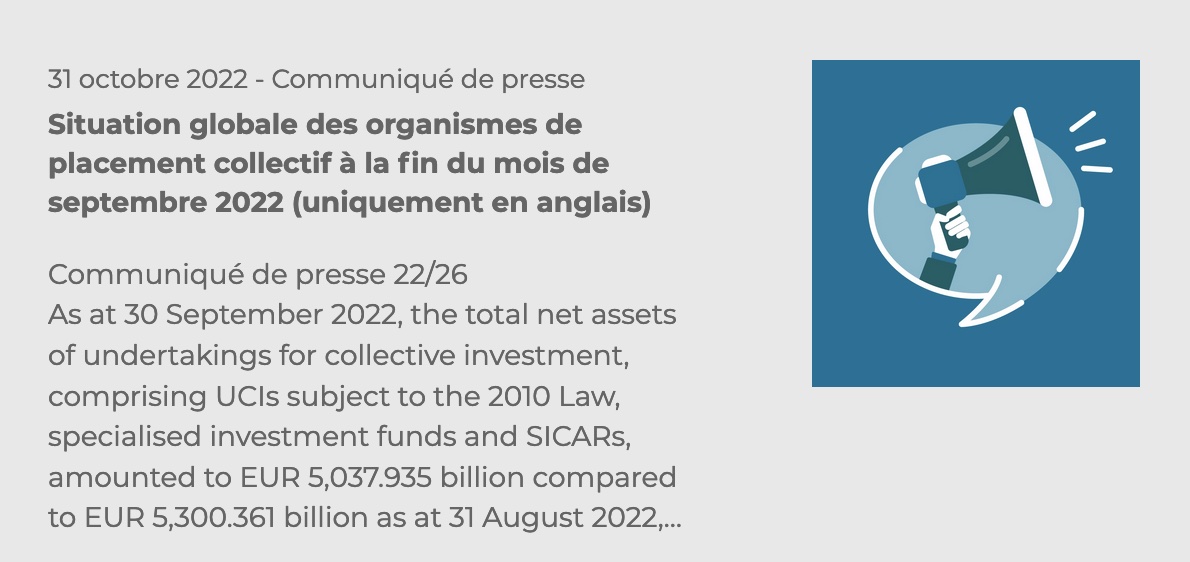 31 octobre 2022 - Communiqué de presse
Situation globale des organismes de
placement collectif à la fin du mois de
septembre 2022 (uniquement en anglais)
Communiqué de presse 22/26
As at 30 September 2022, the total net assets
of undertakings for collective investment,
comprising UCIs subject to the 2010 Law,
specialised investment funds and SICARs,
amounted to EUR 5,037.935 billion compared
to EUR 5,300.361 billion as at 31 August 2022,...